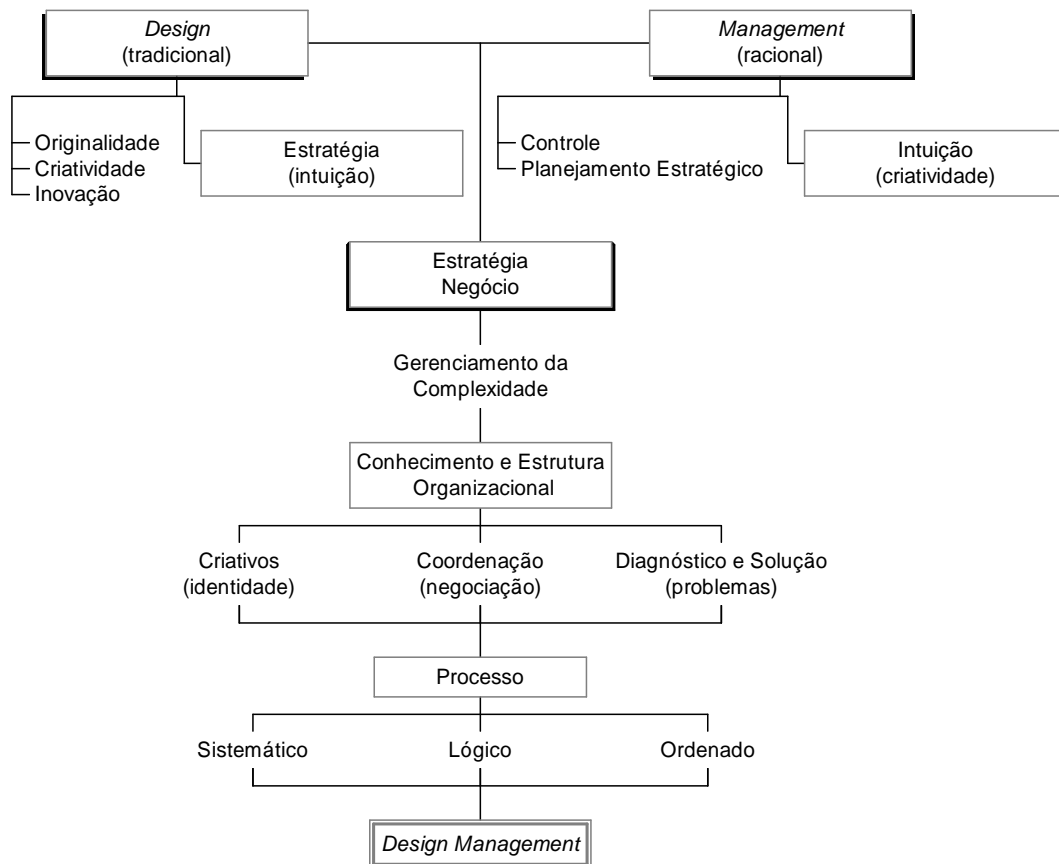 Design
(tradicional)
Management
(racional)
Originalidade
Criatividade
Inovação
Estratégia
(intuição)
Controle
Planejamento Estratégico
Intuição
(criatividade)
Estratégia
Negócio
Gerenciamento da
Complexidade
Conhecimento e Estrutura
Organizacional
Criativos
(identidade)
Coordenação
(negociação)
Diagnóstico e Solução
(problemas)
Processo
Sistemático
Lógico
Ordenado
Design Management